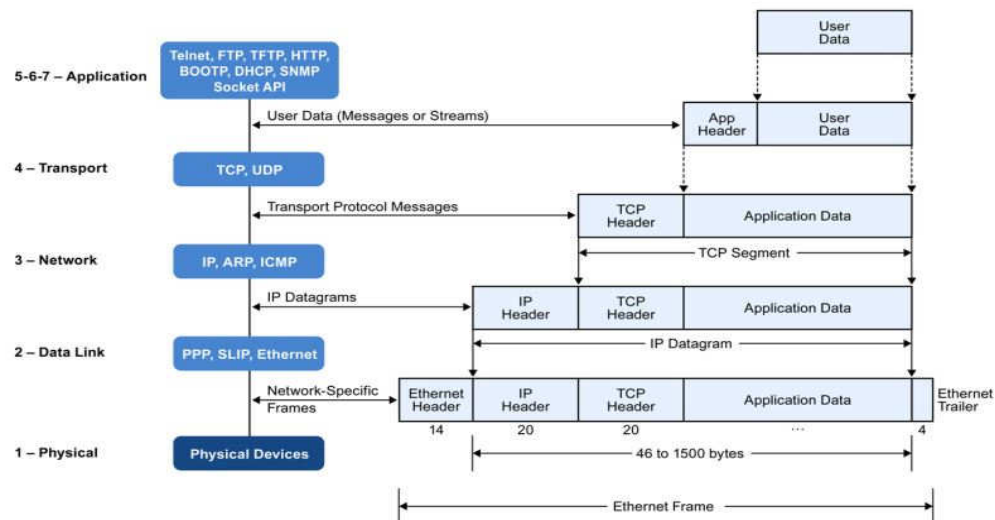 User
Data
Telnet, FTP, TFTP, HTTP,
BOOTP, DHCP, SNMP
Socket API
5-6-7 – Application
User Data (Messages or Streams)
App
Header
User
Data
4 – Transport
TCP, UDP
Transport Protocol Messages
TCP
Header
Application Data
TCP Segment
3 – Network
IP, ARP, ICMP
IP Datagrams
IP
Header
TCP
Header
Application Data
IP Datagram
2 – Data Link
PPP, SLIP, Ethernet
Network-Specific
Frames
Ethernet
Header
IP
Header
TCP
Header
Application Data
Ethernet
Trailer
14
20
20
...
4
1 – Physical
Physical Devices
46 to 1500 bytes
Ethernet Frame